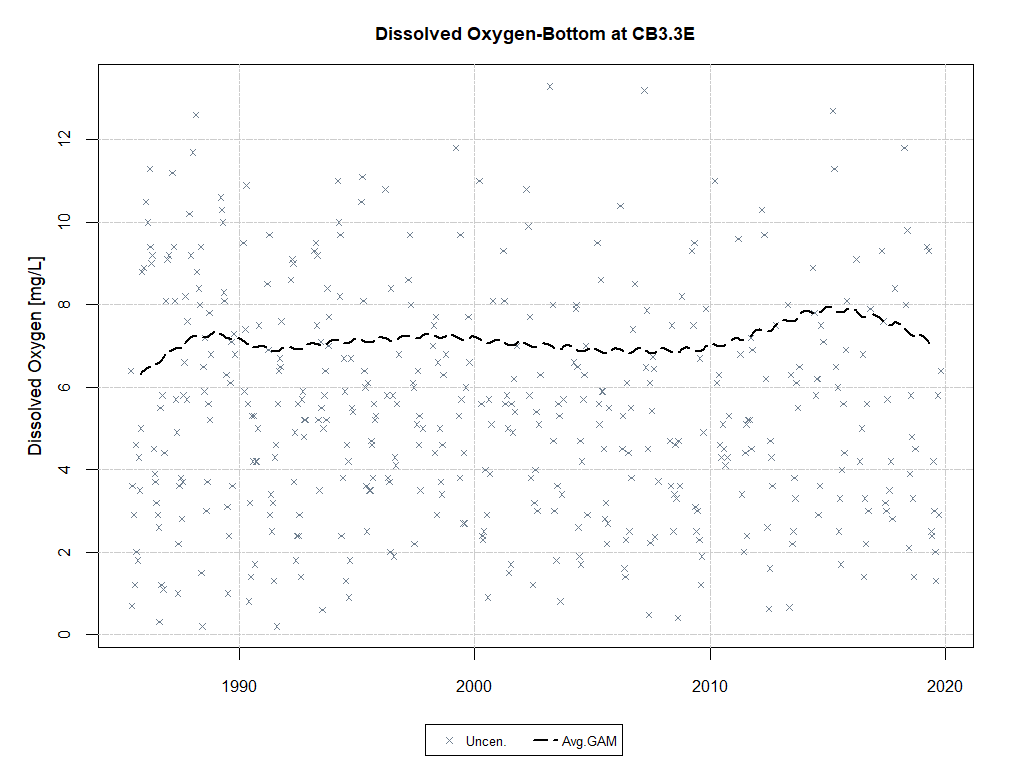 Dissolved Oxygen-Bottom at CB3.3E
Dissolved Oxygen [mg/L]
12
10
8
6
4
2
0
1990 2000 2010 2020
Uncen. Avg.GAM